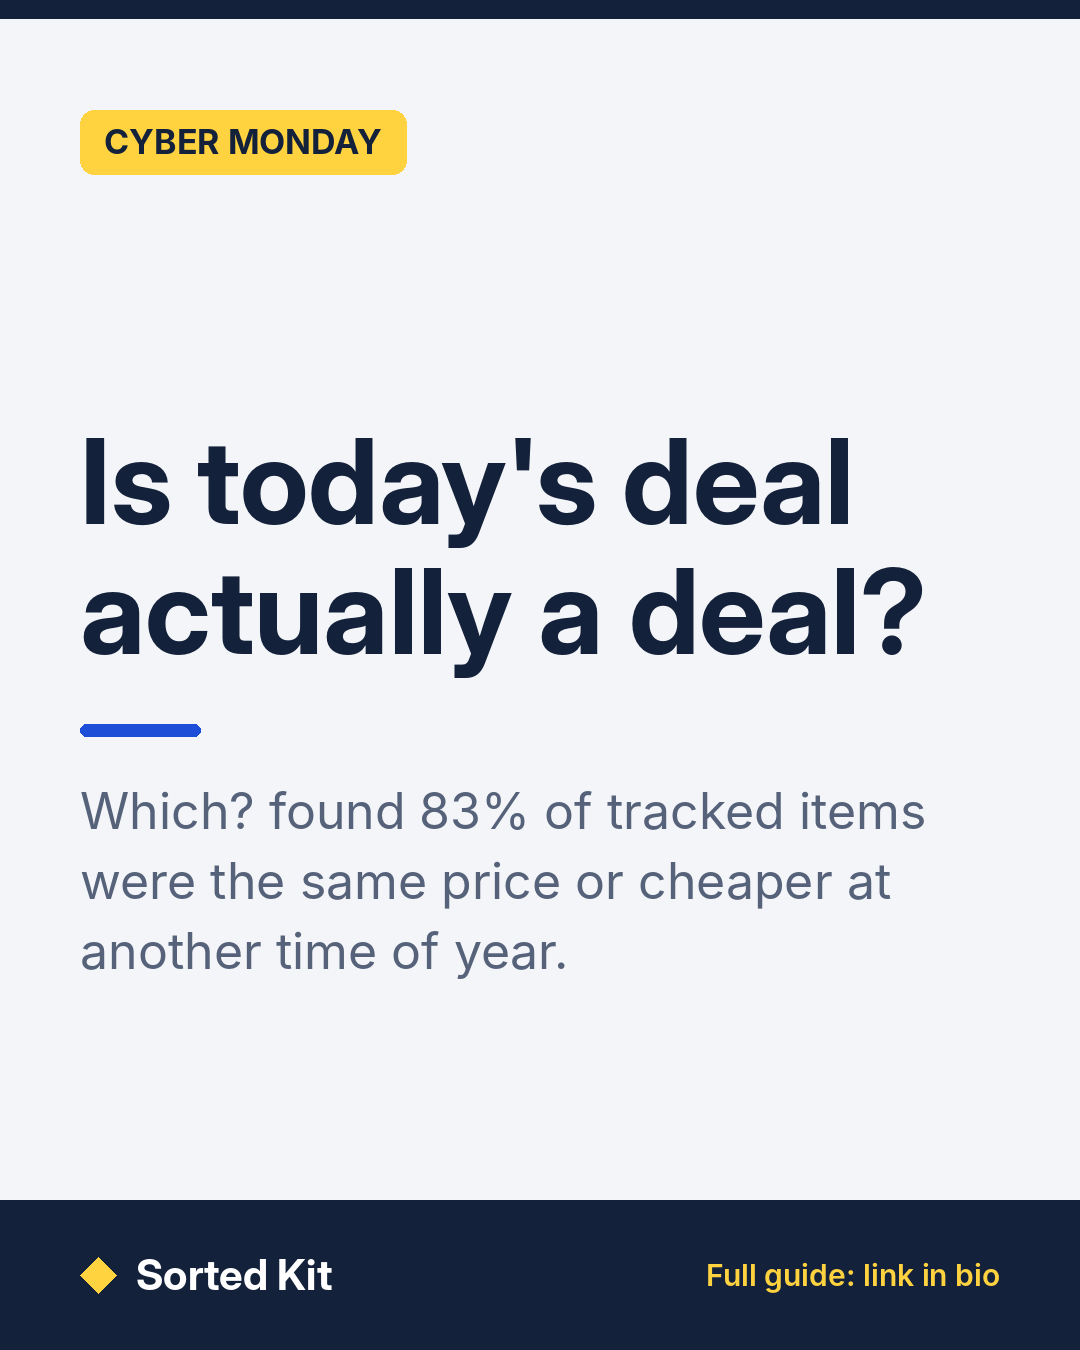 CYBER MONDAY
Is today's deal
actually a deal?
Which? found 83% of tracked items
were the same price or cheaper at
another time of year.
Sorted Kit
Full guide: link in bio